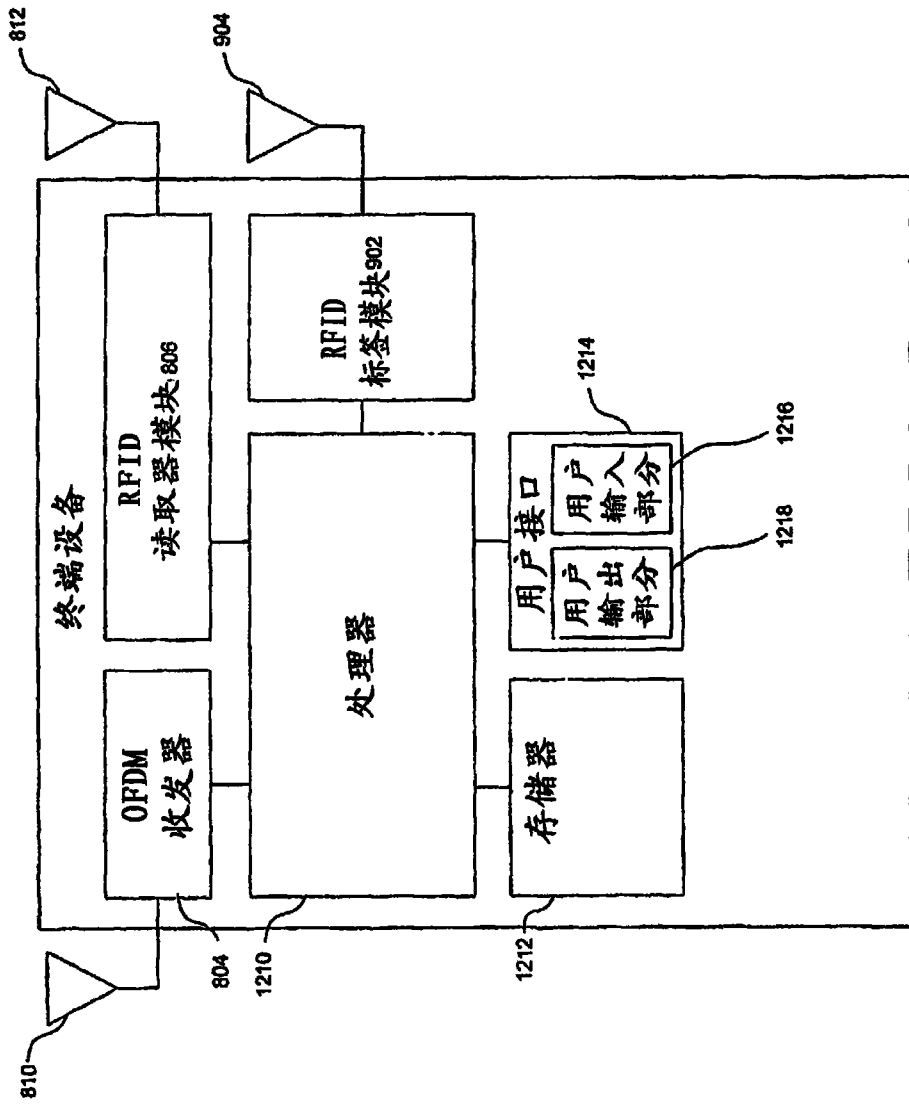 810
812
终端设备
OFDM
收发器
RFID
读取器模块806
804
904
1210
处理器
RFID
标签模块902
1212
存储器
用户接口
用户
输出
部分
用户
输入
部分
1214
1218
1216